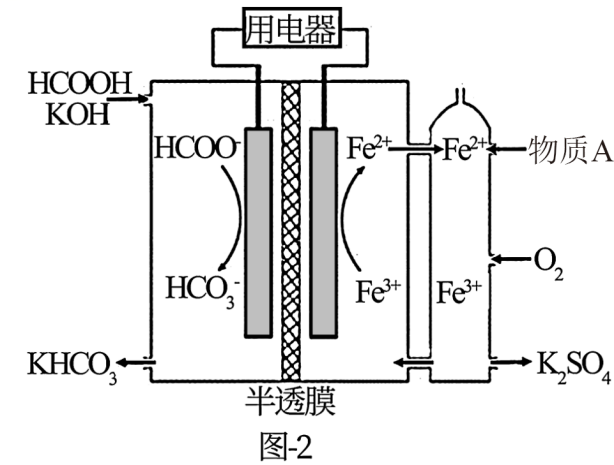 用电器
HCOOH
KOH
HCOO⁻
Fe²⁺
Fe²⁺
物质A
O₂
HCO₃⁻
Fe³⁺
Fe³⁺
KHCO₃
K₂SO₄
半透膜
图-2